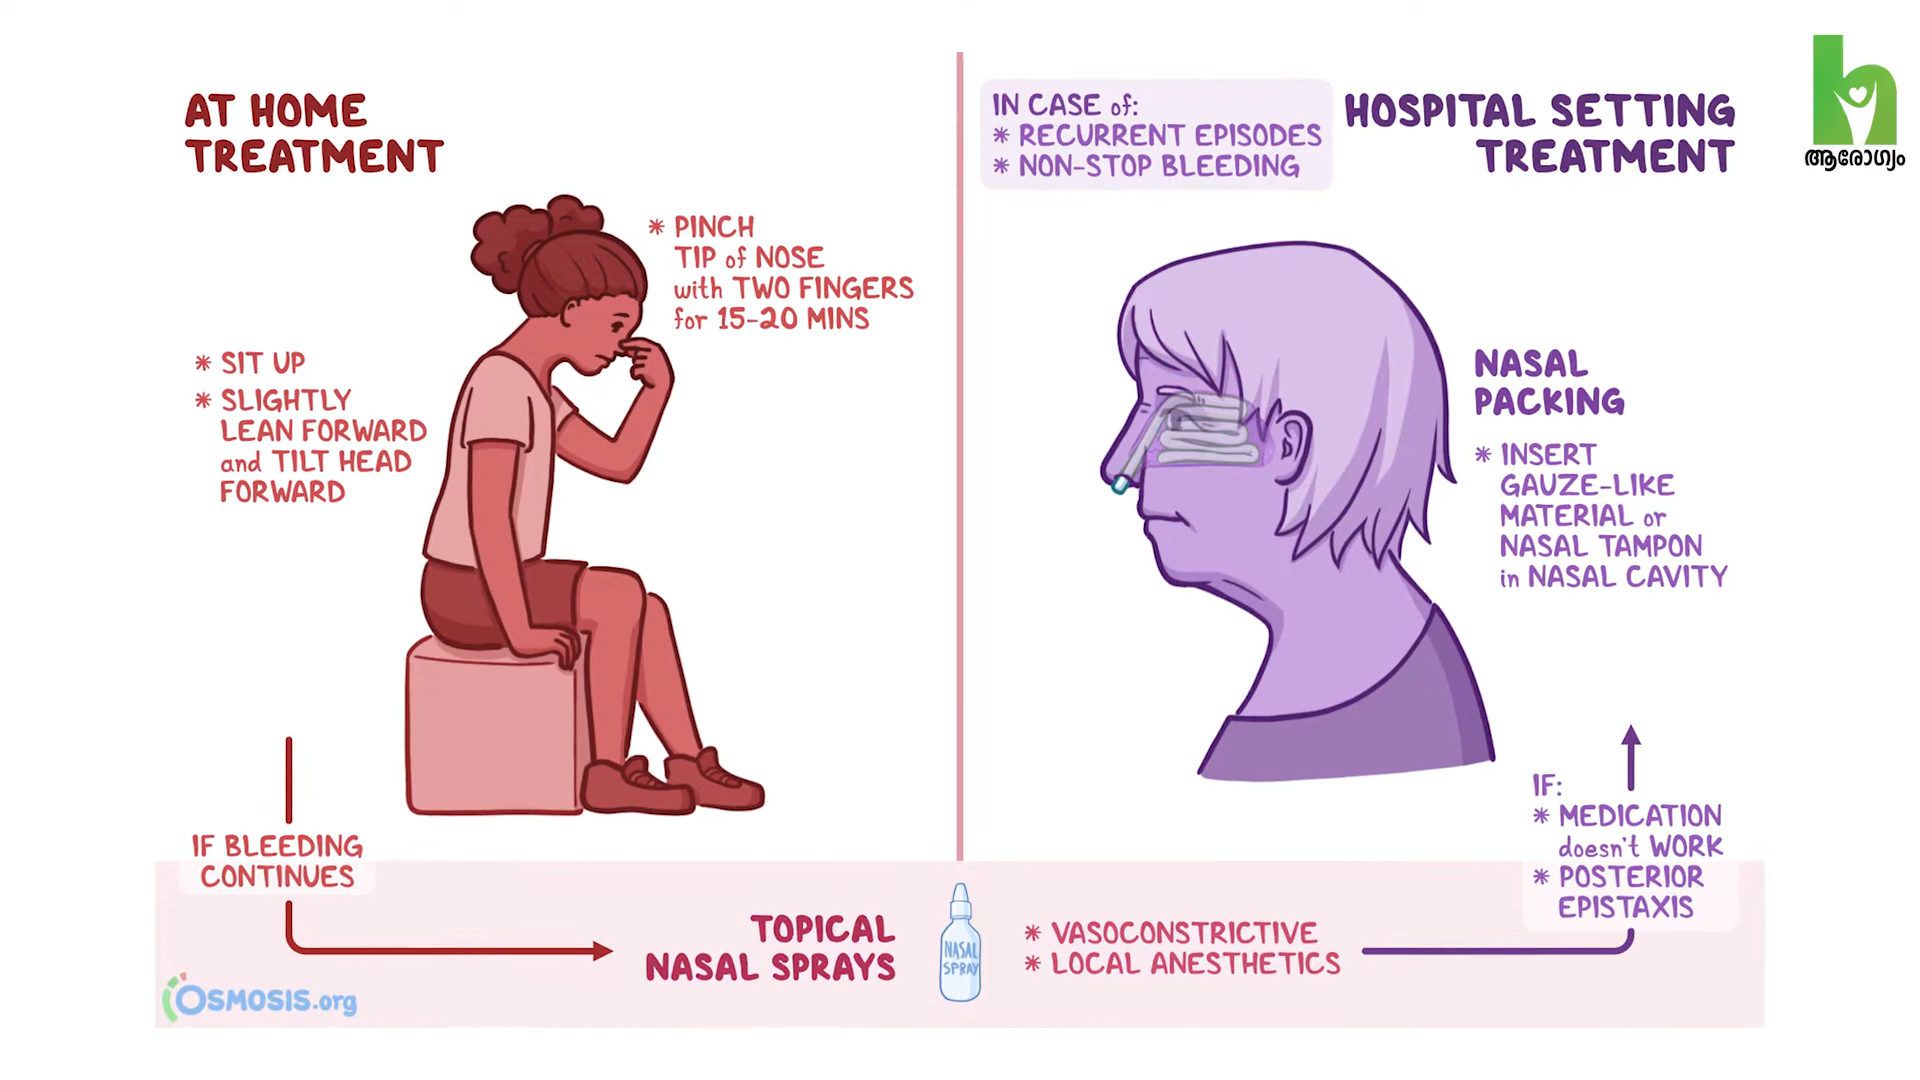 AT HOME
TREATMENT
* PINCH
TIP of NOSE
with TWO FINGERS
for 15-20 MINS
* SIT UP
* SLIGHTLY
LEAN FORWARD
and TILT HEAD
FORWARD
IN CASE of:
* RECURRENT EPISODES
* NON-STOP BLEEDING
HOSPITAL SETTING
TREATMENT
ആരോഗ്യം
NASAL
PACKING
* INSERT
GAUZE-LIKE
MATERIAL or
NASAL TAMPON
in NASAL CAVITY
IF BLEEDING
CONTINUES
TOPICAL
NASAL SPRAYS
NASAL
SPRAY
* VASOCONSTRICTIVE
* LOCAL ANESTHETICS
IF:
* MEDICATION
doesn't WORK
* POSTERIOR
EPISTAXIS
OSMOSIS.org